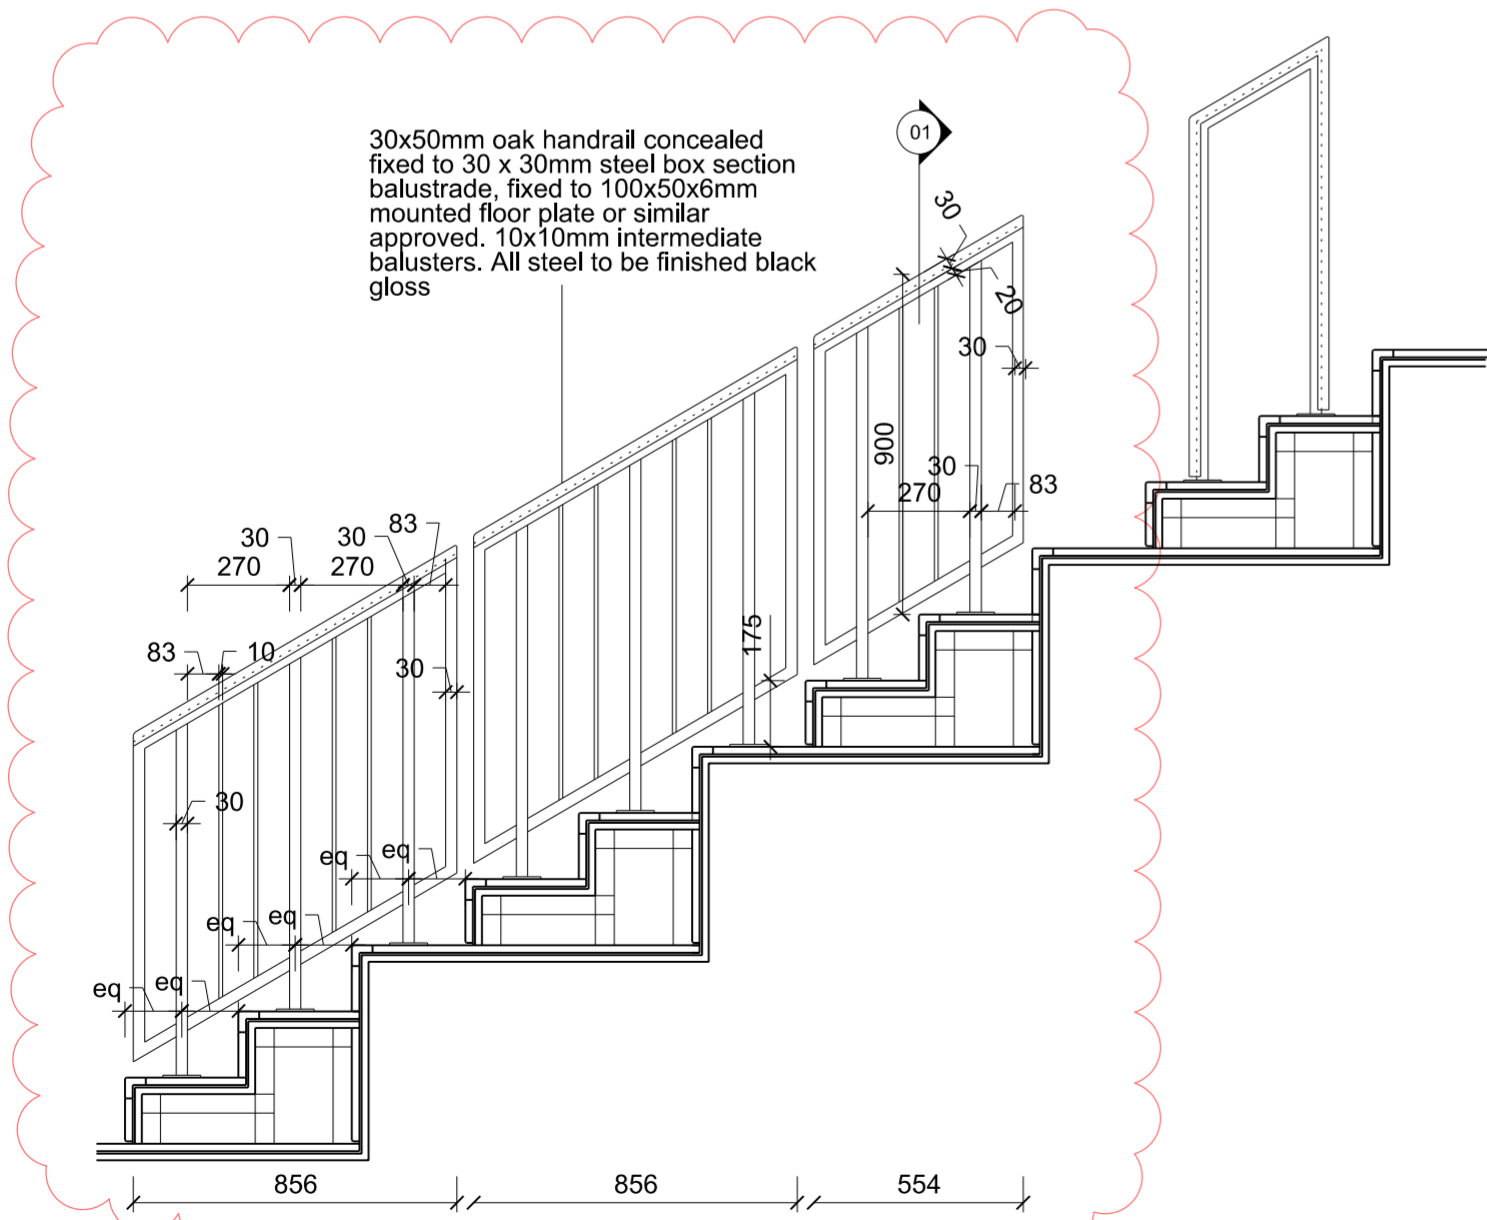 30x50mm oak handrail concealed
fixed to 30 x 30mm steel box section
balustrade, fixed to 100x50x6mm
mounted floor plate or similar
approved. 10x10mm intermediate
balusters. All steel to be finished black
gloss
01
30
20
30
900
30
270
83
30
270
30
270
83
83
10
30
30
175
eq
eq
eq
eq
eq
eq
856
856
554